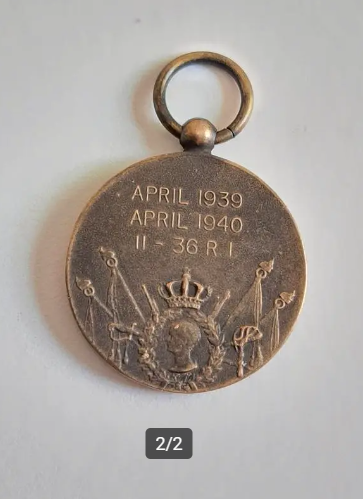 APRIL 1939
APRIL 1940
II - 36 R.I.
2/2